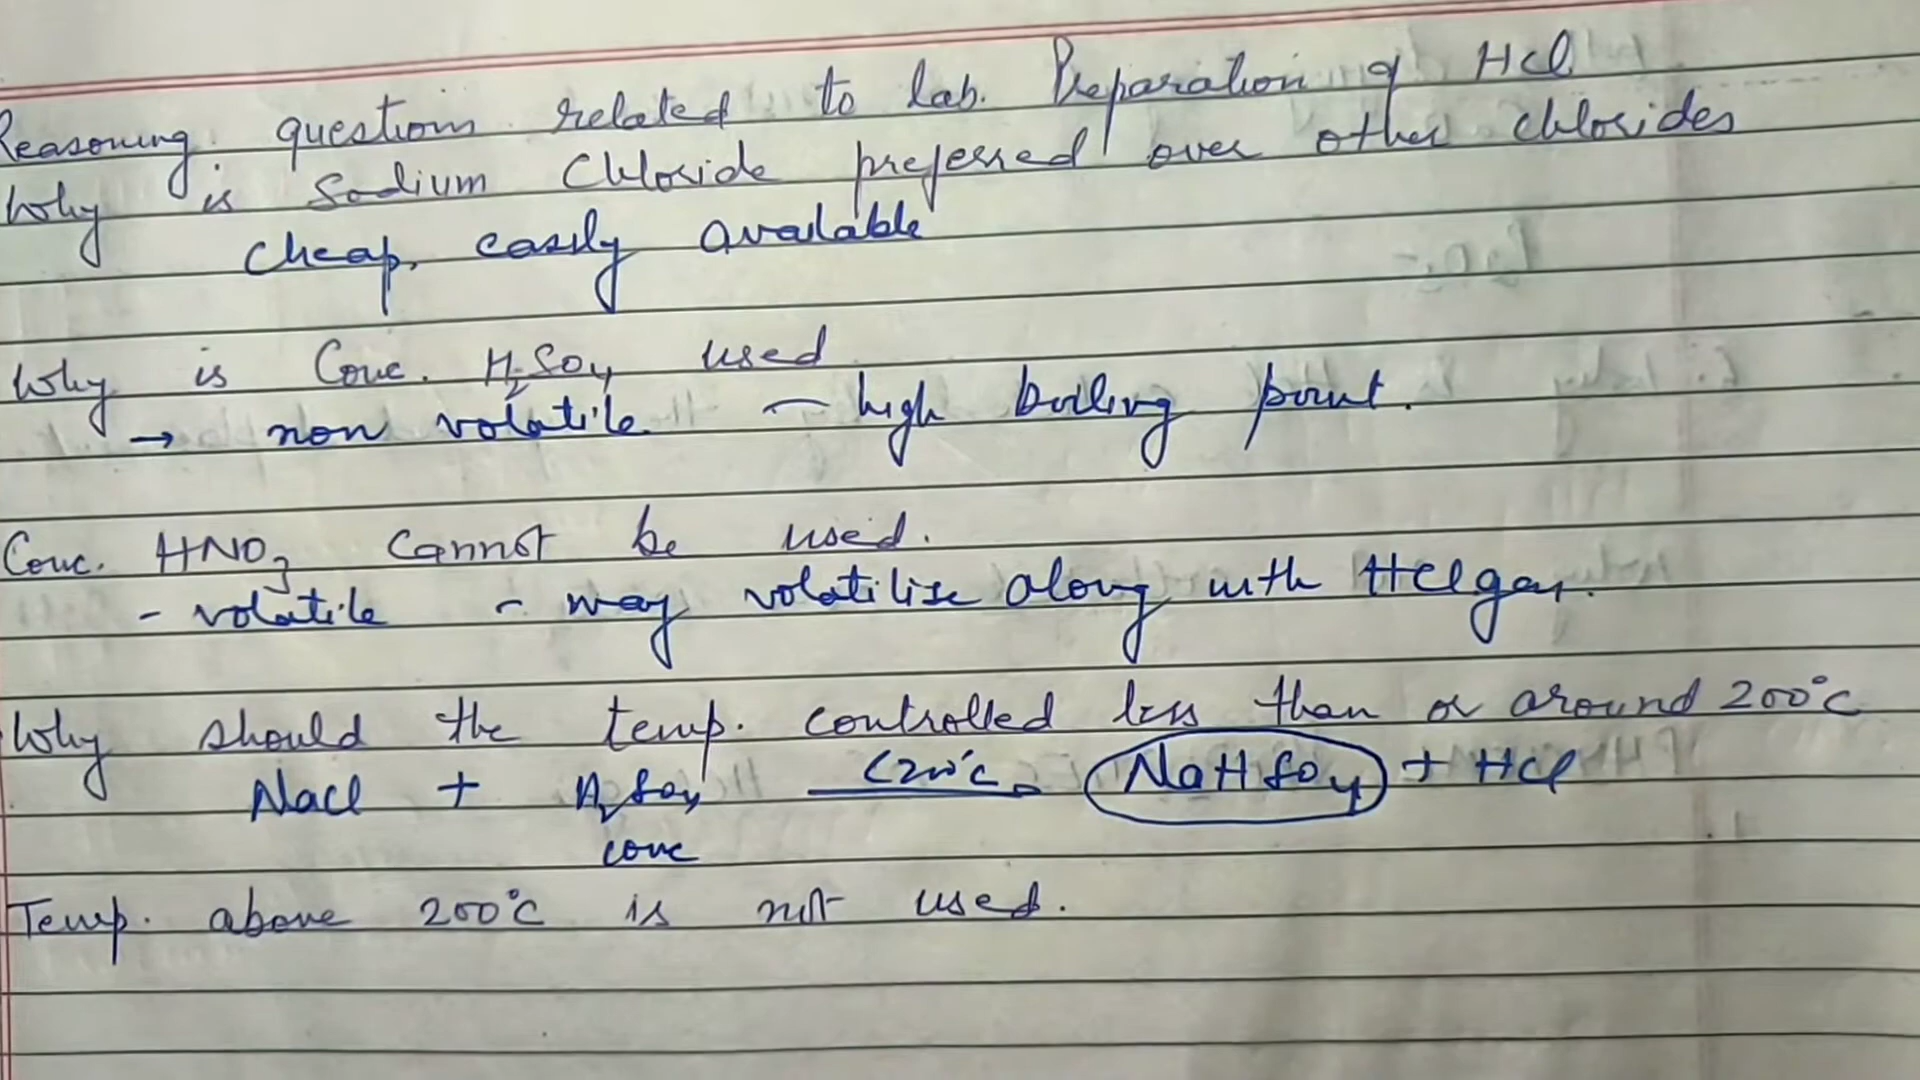 Reasoning questions related to lab. Preparation of HCl
Why is Sodium Chloride preferred over other chlorides
Cheap, easily available
Why is Conc. H2SO4 used
→ non volatile - high boiling point.
Conc. HNO3 cannot be used.
- volatile - may volatilise along with HCl gas.
Why should the temp. controlled less than or around 200°C
NaCl + H2SO4 <200°C NaHSO4 + HCl
conc
Temp. above 200°C is not used.